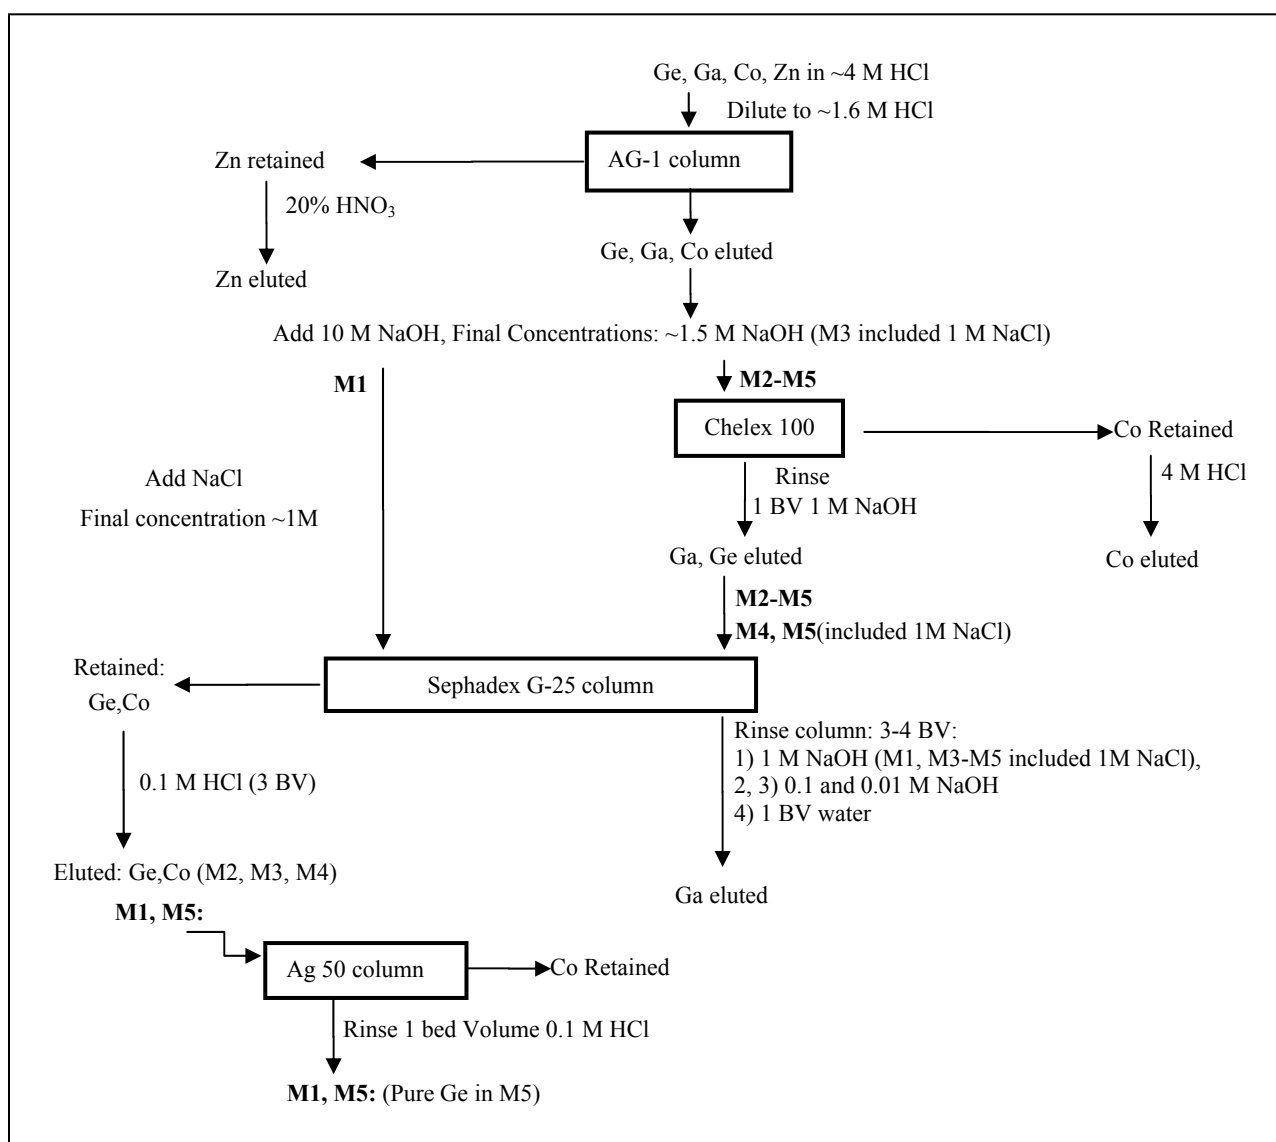 Ge, Ga, Co, Zn in ~4 M HCl
Dilute to ~1.6 M HCl
AG-1 column
Zn retained
20% HNO₃
Zn eluted
Ge, Ga, Co eluted
Add 10 M NaOH, Final Concentrations: ~1.5 M NaOH (M3 included 1 M NaCl)
M1
M2-M5
Chelex 100
Co Retained
4 M HCl
Co eluted
Rinse
1 BV 1 M NaOH
Add NaCl
Final concentration ~1M
Ga, Ge eluted
M2-M5
M4, M5(included 1M NaCl)
Sephadex G-25 column
Retained:
Ge,Co
0.1 M HCl (3 BV)
Rinse column: 3-4 BV:
1) 1 M NaOH (M1, M3-M5 included 1M NaCl),
2, 3) 0.1 and 0.01 M NaOH
4) 1 BV water
Ga eluted
Eluted: Ge,Co (M2, M3, M4)
M1, M5:
Ag 50 column
Co Retained
Rinse 1 bed Volume 0.1 M HCl
M1, M5: (Pure Ge in M5)